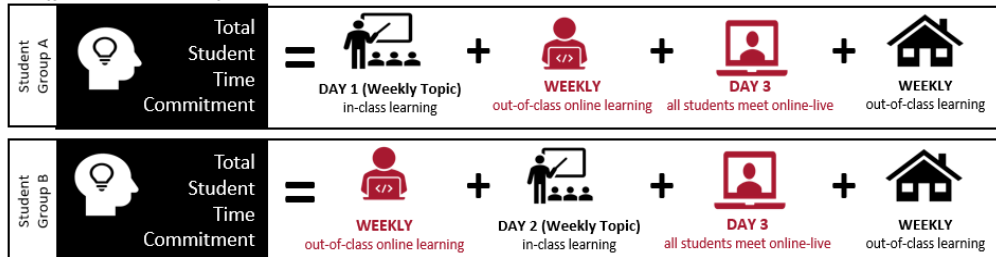 Student
Group A
Total
Student
Time
Commitment
=
DAY 1 (Weekly Topic)
in-class learning
+
</>
WEEKLY
out-of-class online learning
+
DAY 3
all students meet online-live
+
WEEKLY
out-of-class learning
Student
Group B
Total
Student
Time
Commitment
=
</>
WEEKLY
out-of-class online learning
+
DAY 2 (Weekly Topic)
in-class learning
+
DAY 3
all students meet online-live
+
WEEKLY
out-of-class learning